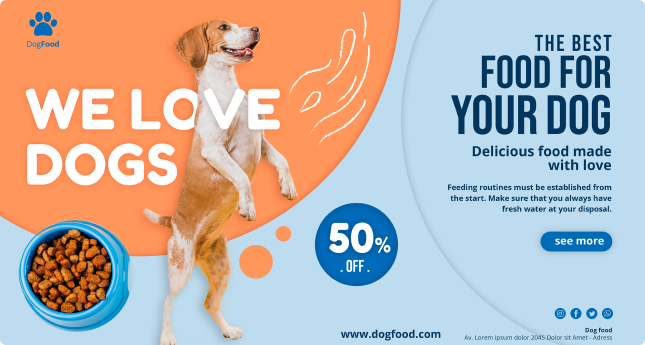 DogFood
WE LOVE
DOGS
50%
. OFF .
www.dogfood.com
THE BEST
FOOD FOR
YOUR DOG
Delicious food made
with love
Feeding routines must be established from
the start. Make sure that you always have
fresh water at your disposal.
see more
Dog food
Av. Lorem ipsum dolor 2045 Dolor sit Amet - Adress